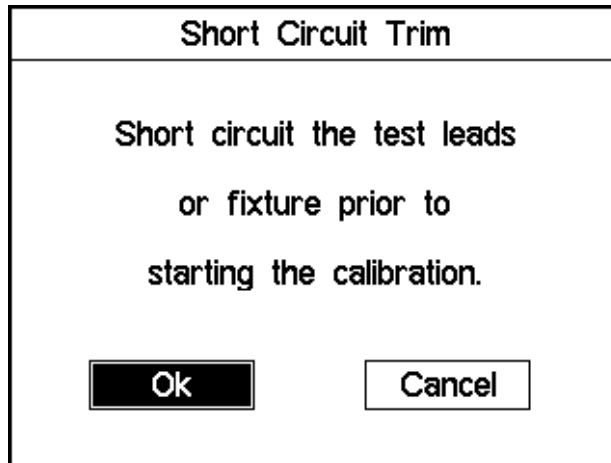 Short Circuit Trim
Short circuit the test leads
or fixture prior to
starting the calibration.
Ok
Cancel